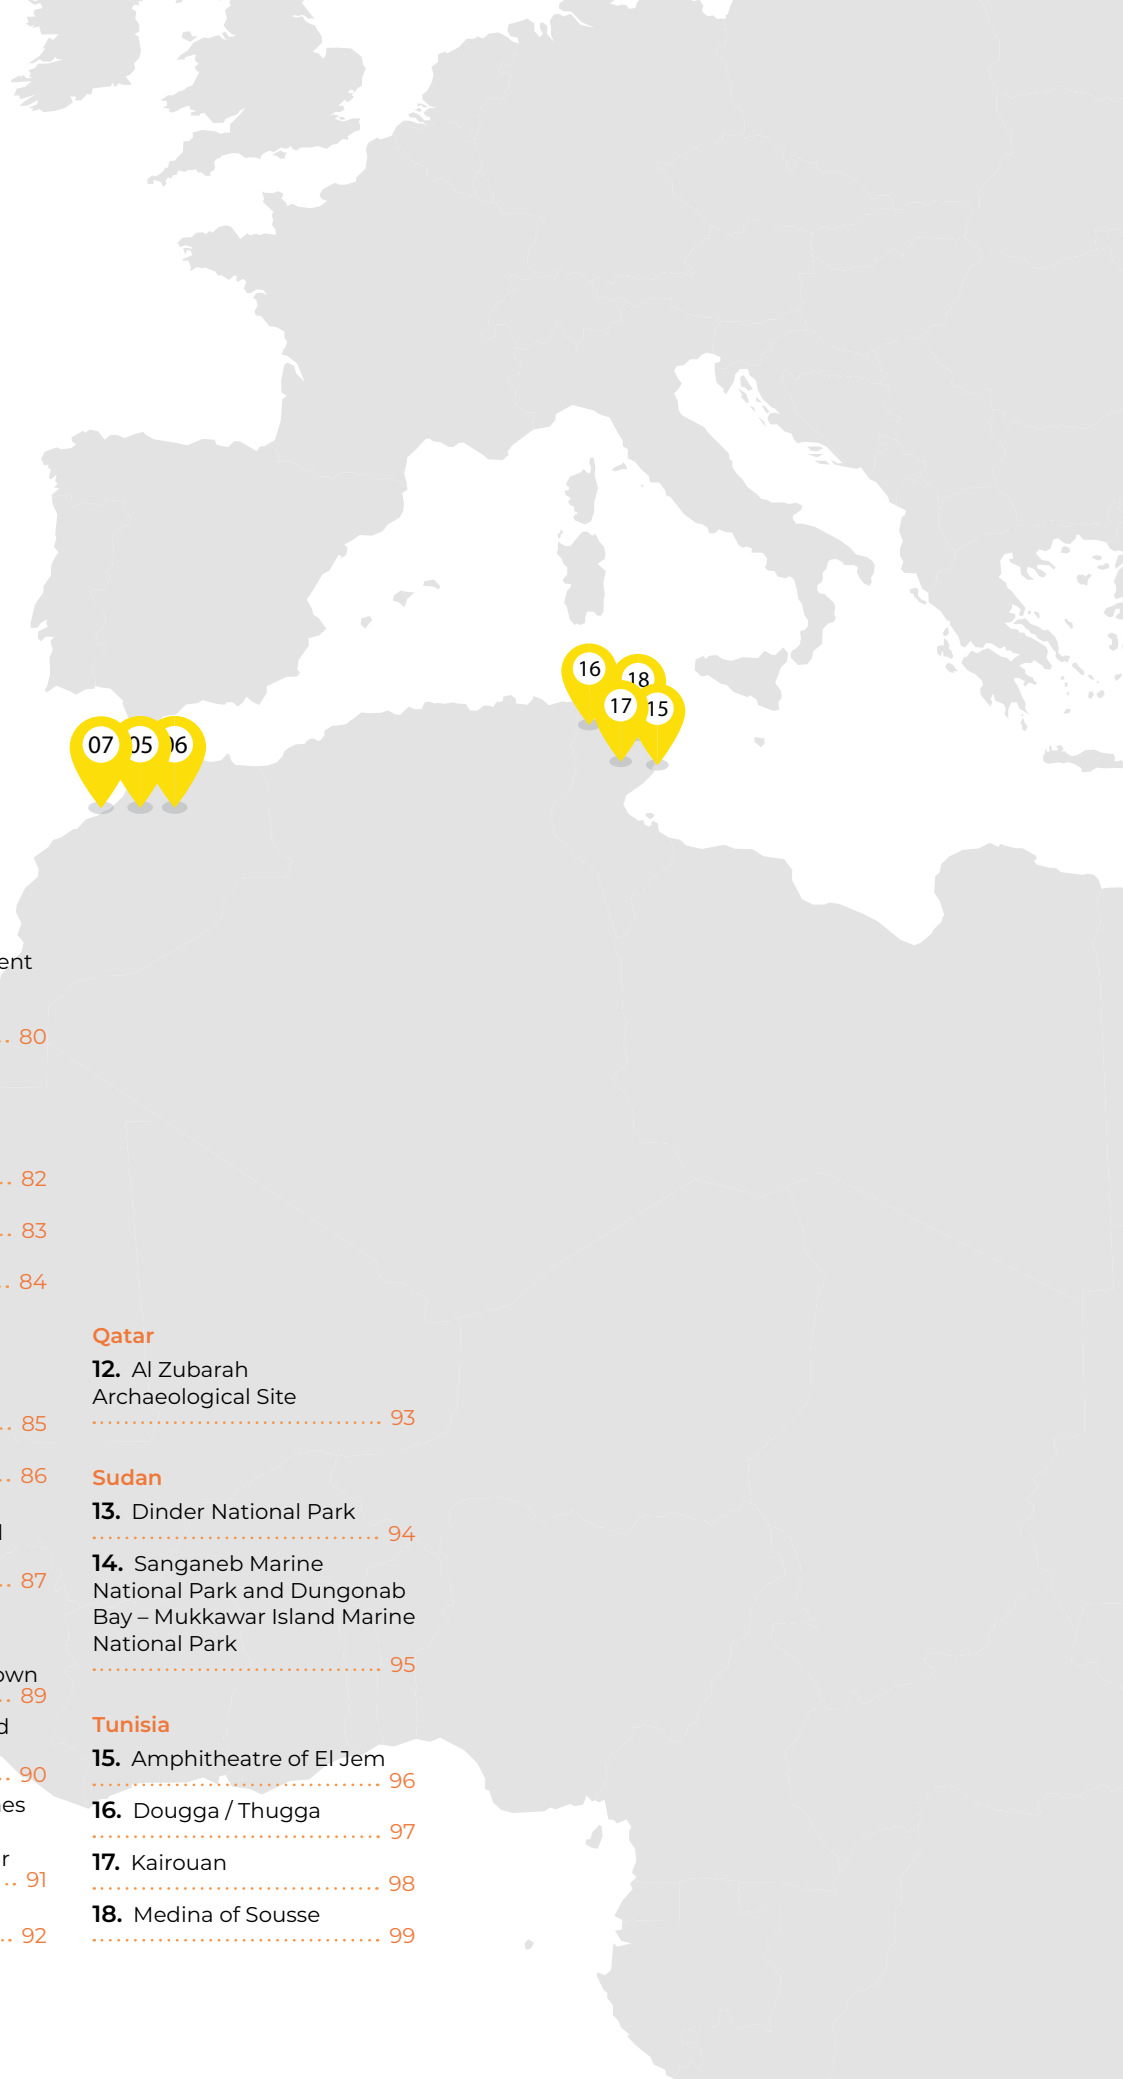 16
18
17
15
07
05
06
ent
.. 80
.. 82
.. 83
.. 84
.. 85
.. 86
.. 87
own
.. 89
d
.. 90
nes
r
.. 91
.. 92
Qatar
12. Al Zubarah
Archaeological Site
93
Sudan
13. Dinder National Park
94
14. Sanganeb Marine
National Park and Dungonab
Bay – Mukkawar Island Marine
National Park
95
Tunisia
15. Amphitheatre of El Jem
96
16. Dougga / Thugga
97
17. Kairouan
98
18. Medina of Sousse
99